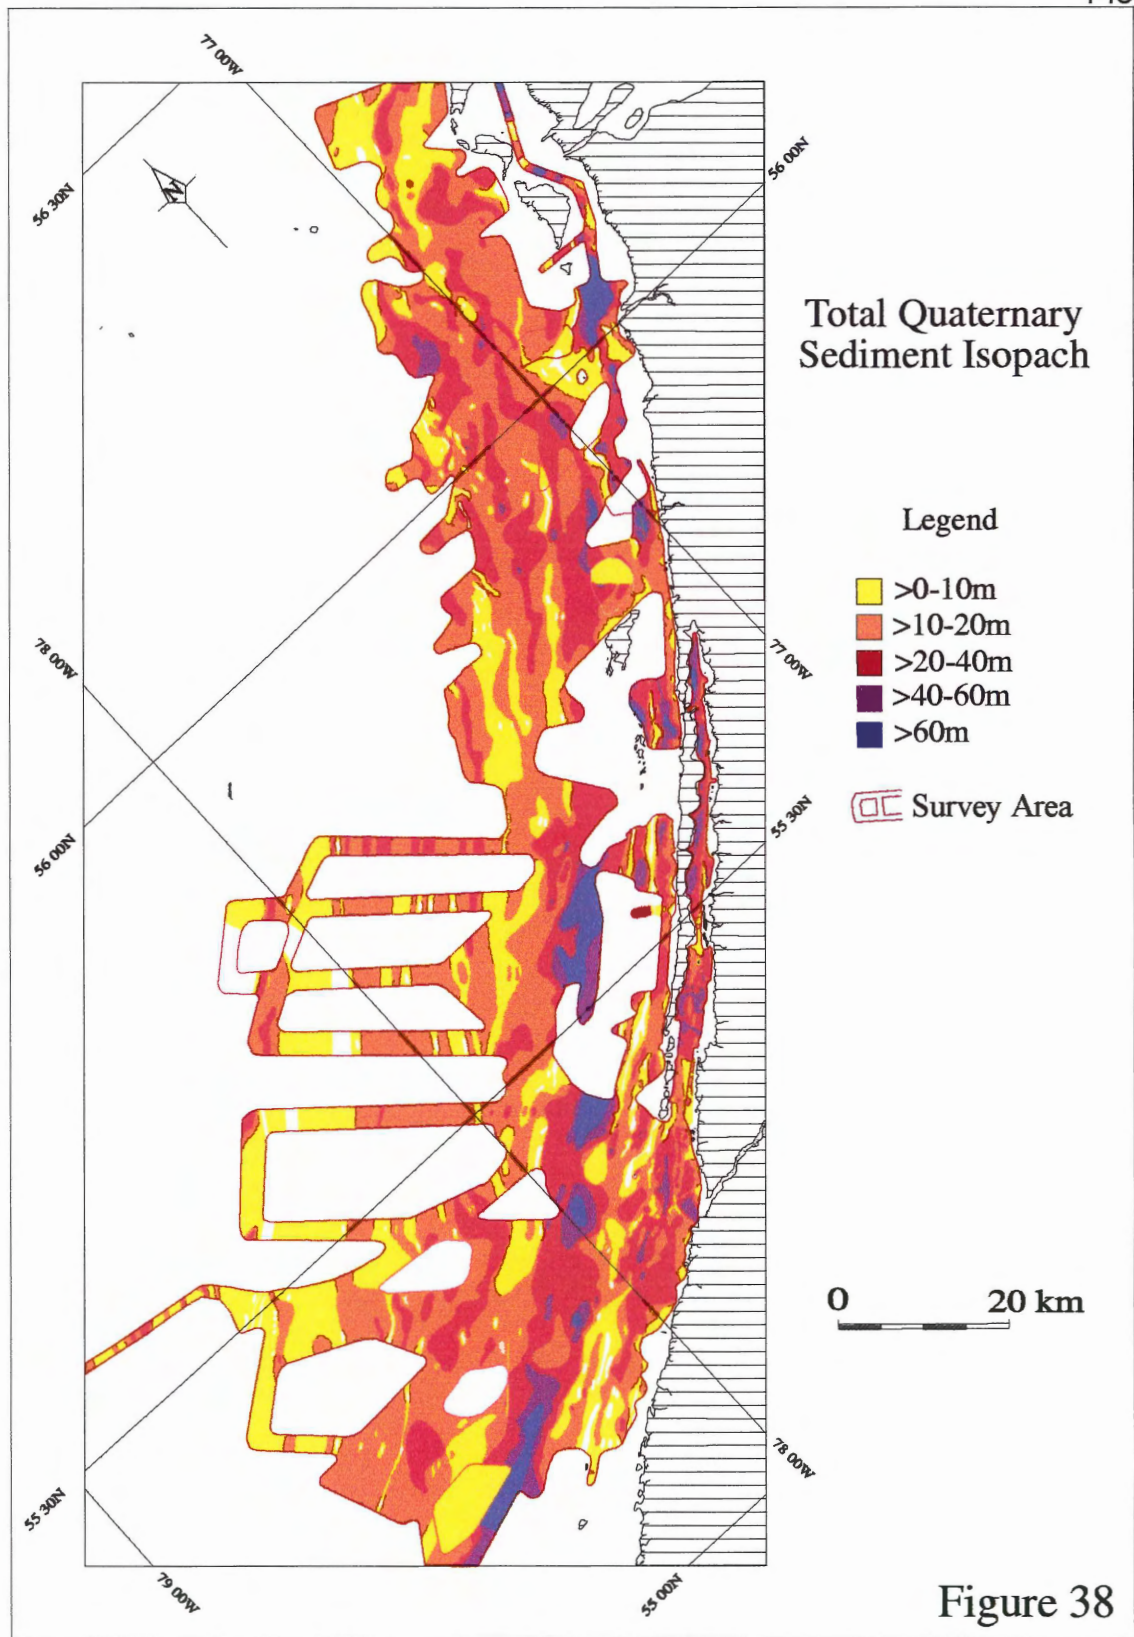 77 00W
56 30N
N
56 00N
Total Quaternary
Sediment Isopach
Legend
>0-10m
>10-20m
>20-40m
>40-60m
>60m
Survey Area
78 00W
77 00W
55 30N
56 00N
0 20 km
78 00W
55 30N
79 00W
55 00N
Figure 38